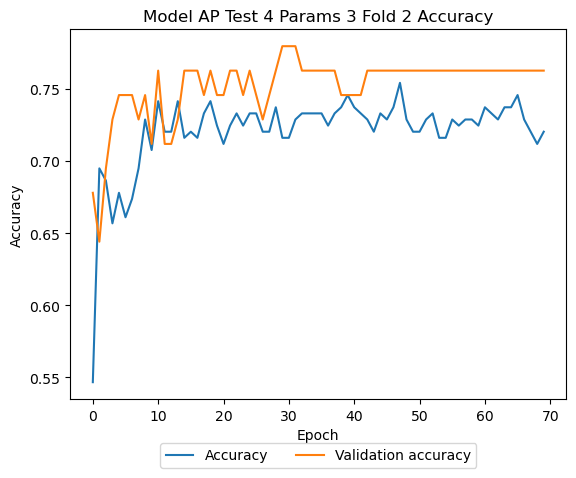 Model AP Test 4 Params 3 Fold 2 Accuracy
Accuracy
0.75
0.70
0.65
0.60
0.55
0 10 20 30 40 50 60 70
Epoch
Accuracy Validation accuracy